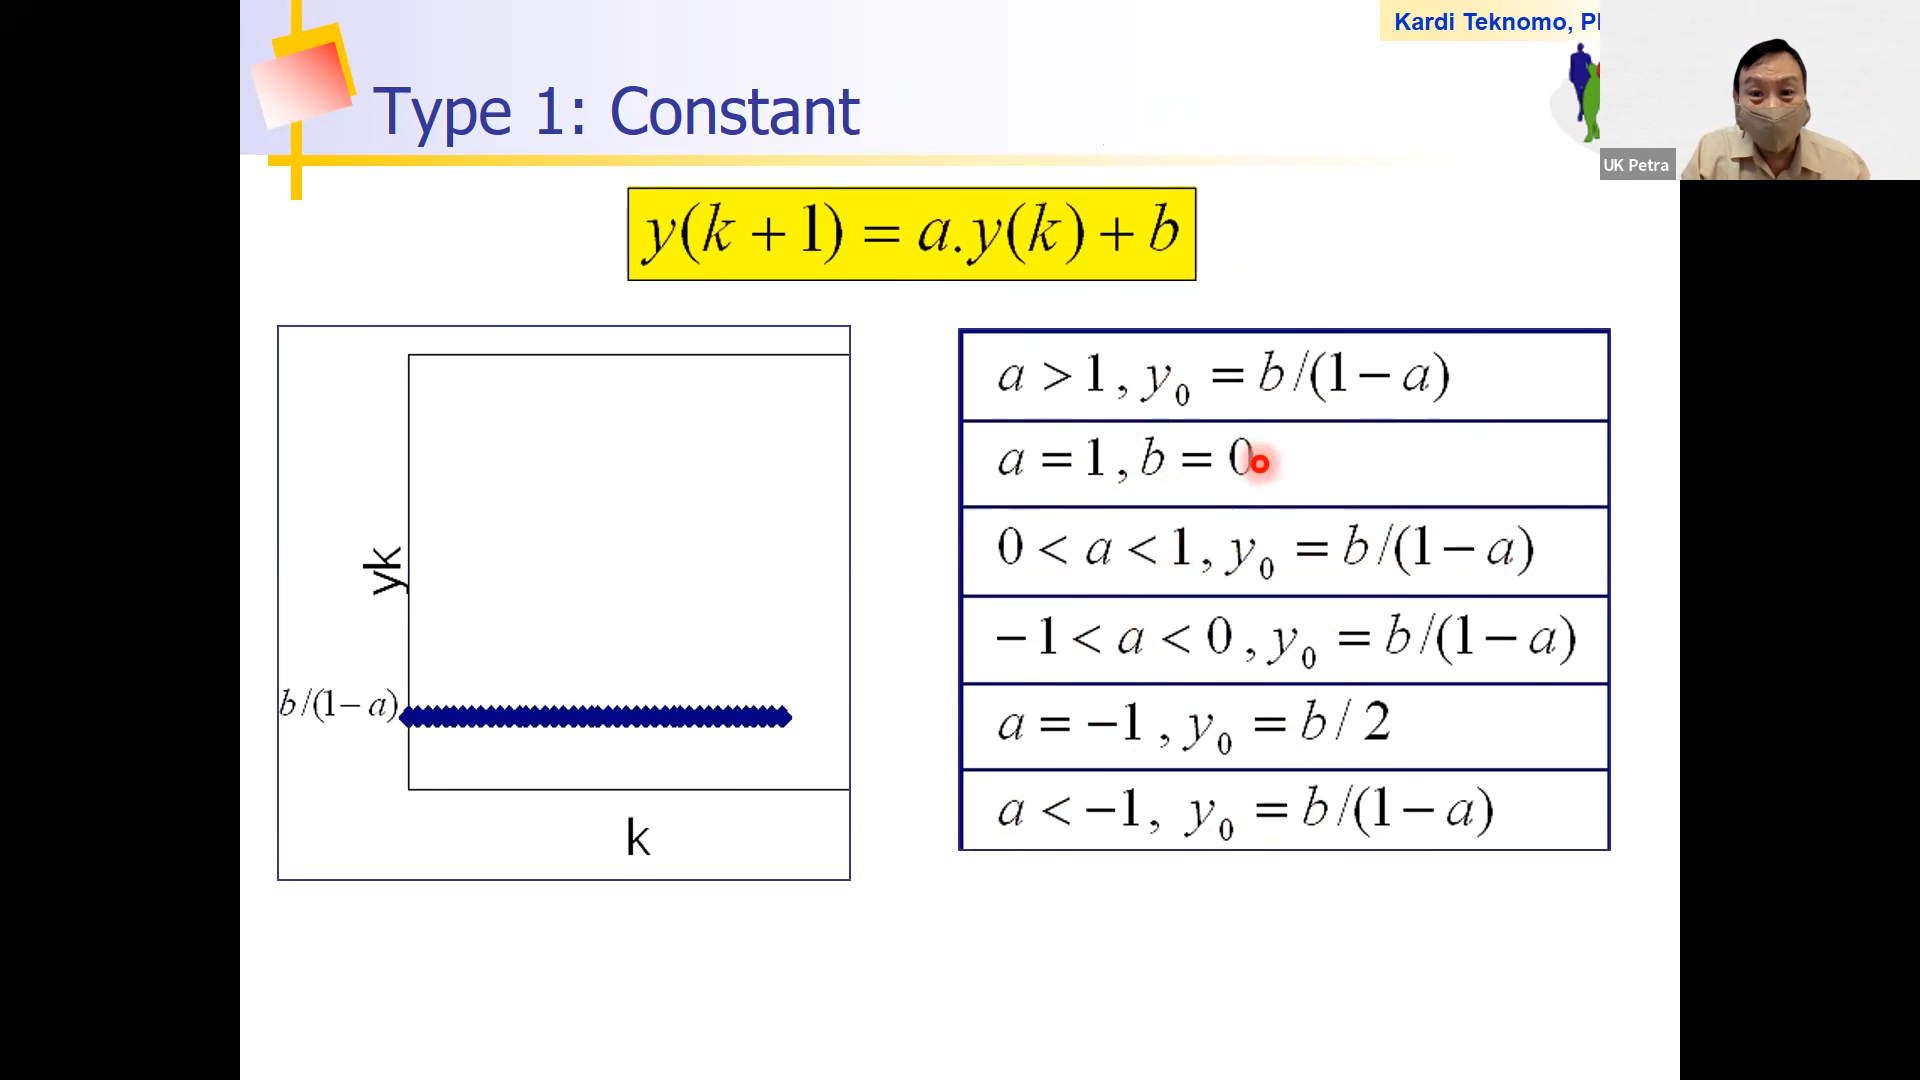 Kardi Teknomo, P
Type 1: Constant
UK Petra
y(k + 1) = a.y(k) + b
yk
b/(1− a)
k
a > 1, y₀ = b/(1− a)
a = 1, b = 0
0 < a < 1, y₀ = b/(1− a)
−1 < a < 0, y₀ = b/(1− a)
a = −1, y₀ = b/2
a < −1, y₀ = b/(1− a)